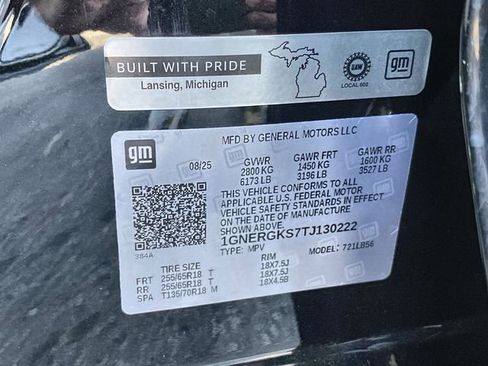 BUILT WITH PRIDE
Lansing, Michigan
UAW
LOCAL 602
gm
gm
MFD BY GENERAL MOTORS LLC
08/25
GVWR GAWR FRT GAWR RR
2800 KG 1450 KG 1600 KG
6173 LB 3196 LB 3527 LB
THIS VEHICLE CONFORMS TO ALL
APPLICABLE U.S. FEDERAL MOTOR
VEHICLE SAFETY STANDARDS IN EFFECT
ON THE DATE OF MANUFACTURE
SHOWN ABOVE.
1GNERGKS7TJ130222
TYPE: MPV MODEL: 721LB56
384A
TIRE SIZE RIM
FRT 255/65R18 T 18X7.5J
RR 255/65R18 T 18X7.5J
SPA T135/70R18 M 18X4.5B